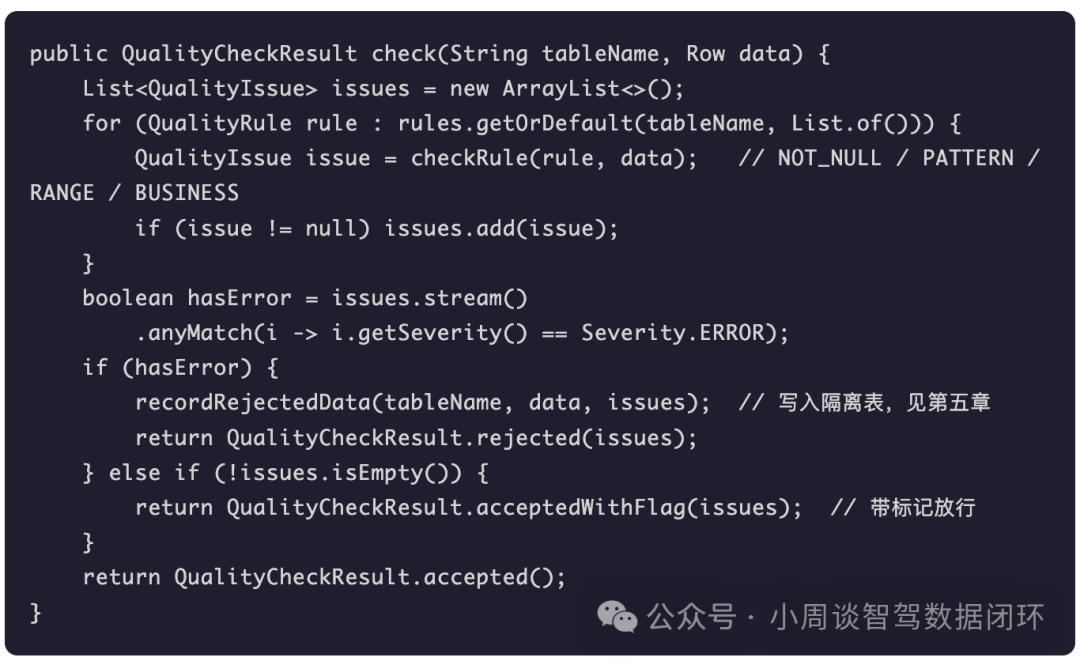 public QualityCheckResult check(String tableName, Row data) {
    List<QualityIssue> issues = new ArrayList<>();
    for (QualityRule rule : rules.getOrDefault(tableName, List.of())) {
        QualityIssue issue = checkRule(rule, data);   // NOT_NULL / PATTERN /
RANGE / BUSINESS
        if (issue != null) issues.add(issue);
    }
    boolean hasError = issues.stream()
        .anyMatch(i -> i.getSeverity() == Severity.ERROR);
    if (hasError) {
        recordRejectedData(tableName, data, issues);  // 写入隔离表，见第五章
        return QualityCheckResult.rejected(issues);
    } else if (!issues.isEmpty()) {
        return QualityCheckResult.acceptedWithFlag(issues);  // 带标记放行
    }
    return QualityCheckResult.accepted();
}
公众号 · 小周谈智驾数据闭环